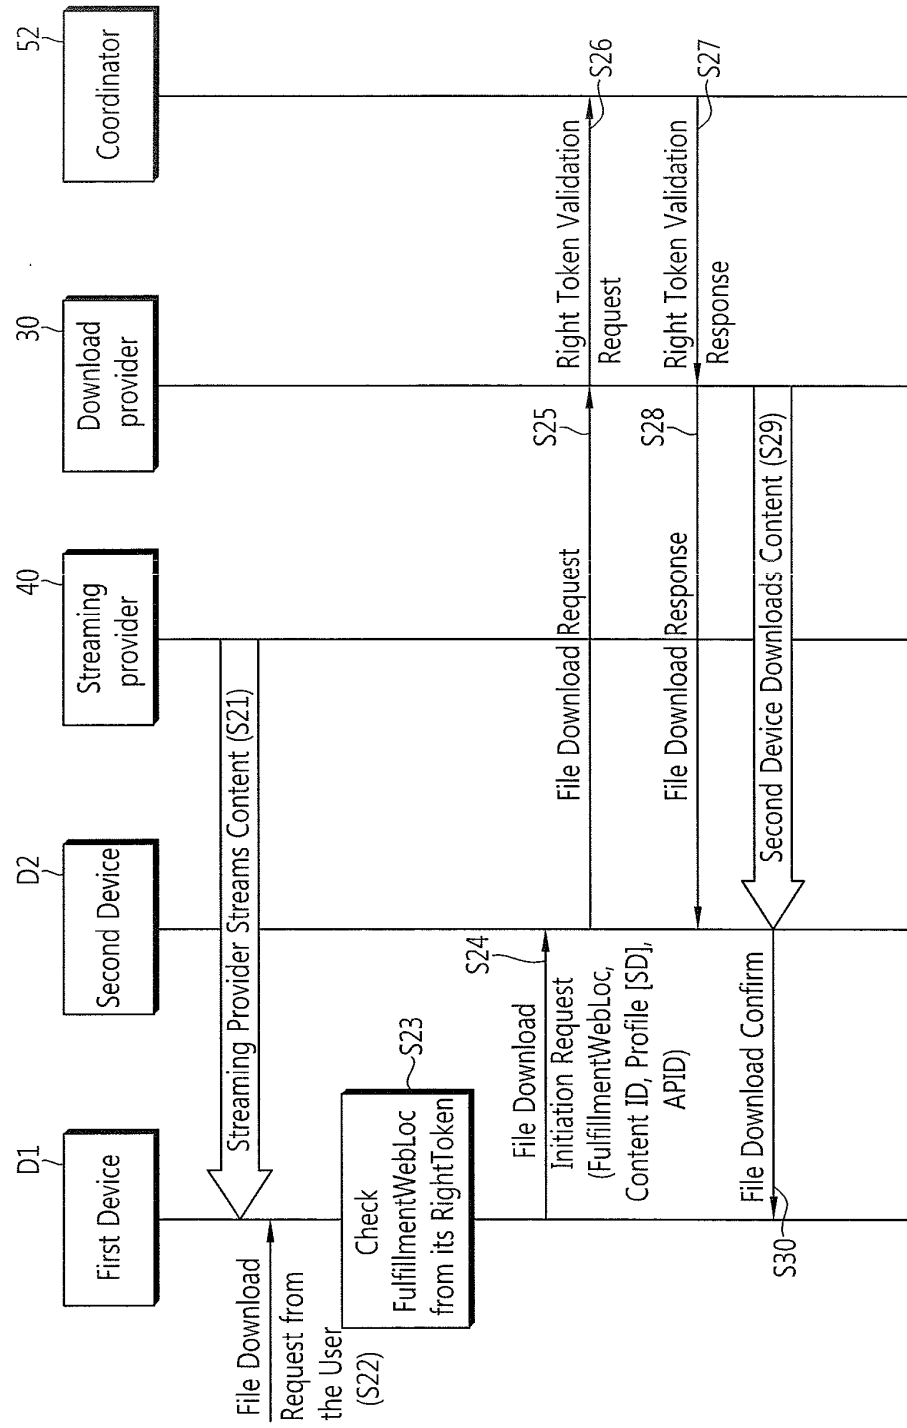 D1
First Device
D2
Second Device
40
Streaming
provider
30
Download
provider
52
Coordinator
Streaming Provider Streams Content (S21)
File Download
Request from
the User
(S22)
S23
Check
FulfillmentWebLoc
from its RightToken
S24
File Download
Initiation Request
(FulfillmentWebLoc,
Content ID, Profile [SD],
APID)
S25
File Download Request
S26
Right Token Validation
Request
S27
Right Token Validation
Response
S28
File Download Response
Second Device Downloads Content (S29)
File Download Confirm
S30